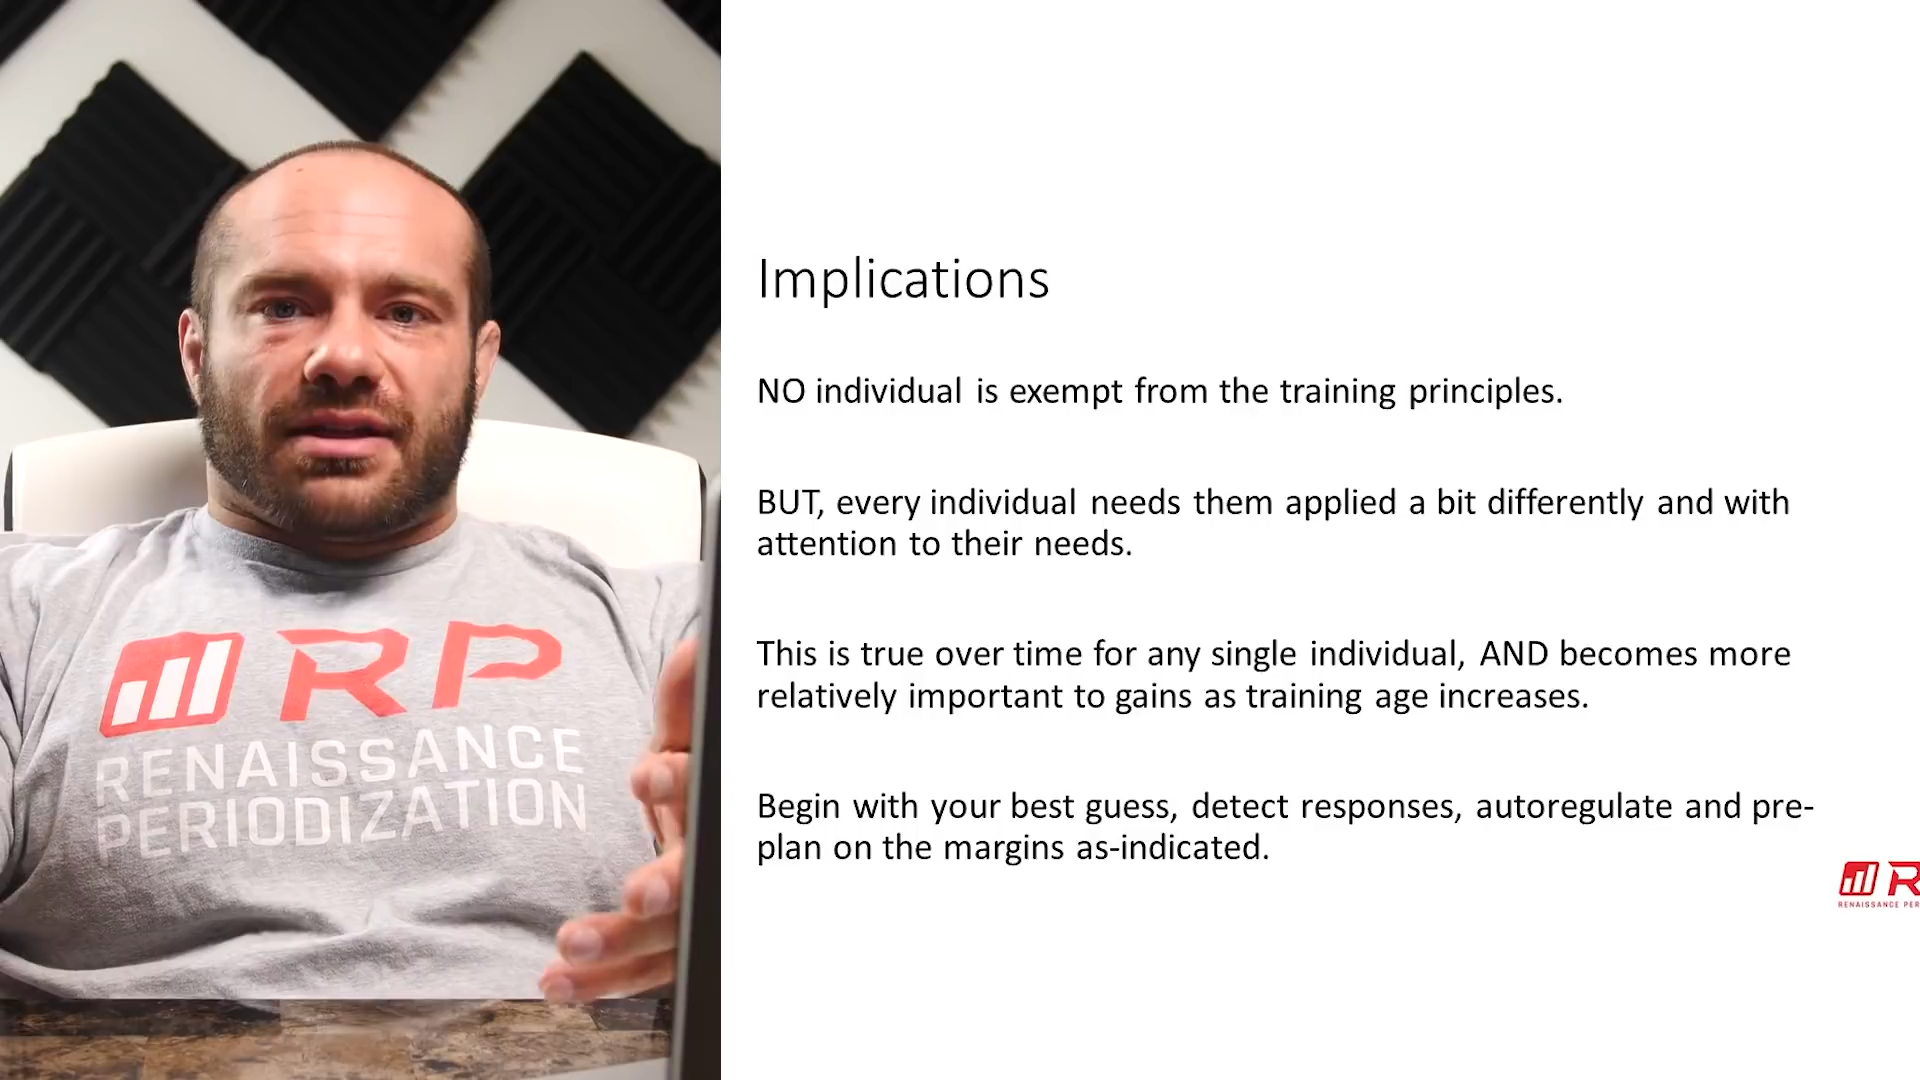 Implications
NO individual is exempt from the training principles.
BUT, every individual needs them applied a bit differently and with
attention to their needs.
This is true over time for any single individual, AND becomes more
relatively important to gains as training age increases.
Begin with your best guess, detect responses, autoregulate and pre-
plan on the margins as-indicated.
RP
RENAISSANCE
PERIODIZATION
R
RENAISSANCE PER